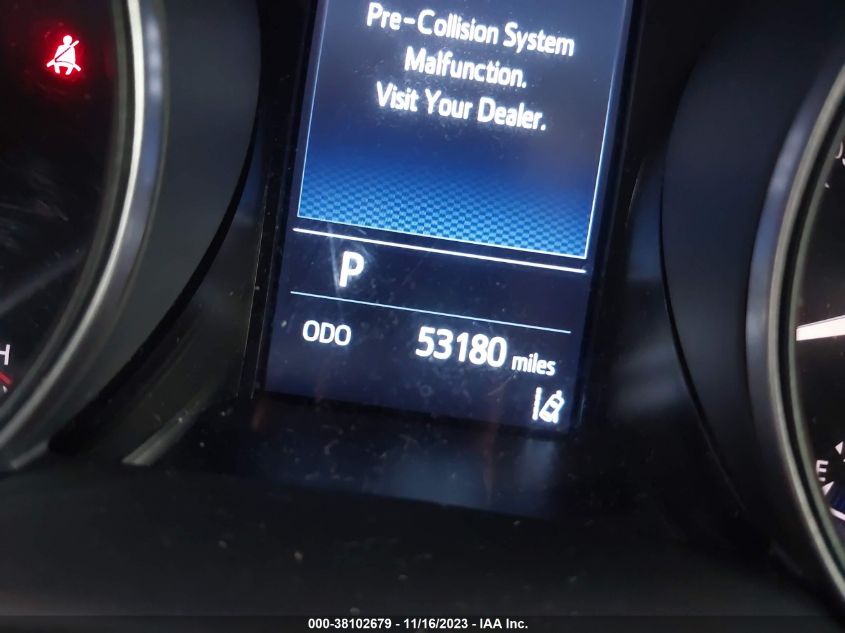 Pre-Collision System
Malfunction.
Visit Your Dealer.
P
ODO 53180 miles
H
E
000-38102679 - 11/16/2023 - IAA Inc.